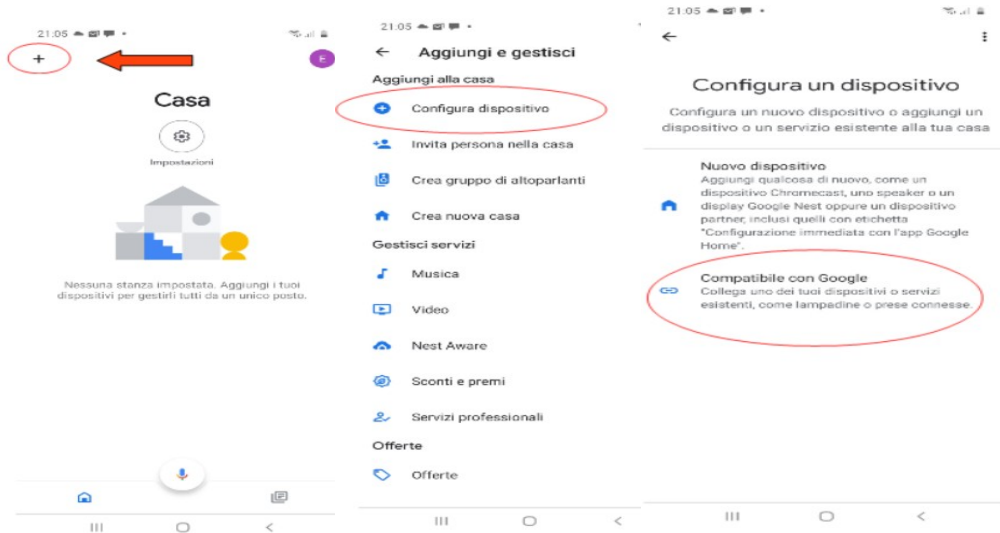 21:05
+
E
Casa
Impostazioni
Nessuna stanza impostata. Aggiungi i tuoi
dispositivi per gestirli tutti da un unico posto.
21:05
Aggiungi e gestisci
Aggiungi alla casa
Configura dispositivo
Invita persona nella casa
Crea gruppo di altoparlanti
Crea nuova casa
Gestisci servizi
Musica
Video
Nest Aware
Sconti e premi
Servizi professionali
Offerte
Offerte
21:05
Configura un dispositivo
Configura un nuovo dispositivo o aggiungi un
dispositivo o un servizio esistente alla tua casa
Nuovo dispositivo
Aggiungi qualcosa di nuovo, come un
dispositivo Chromecast, uno speaker o un
display Google Nest oppure un dispositivo
partner, inclusi quelli con etichetta
"Configurazione immediata con l'app Google
Home".
Compatibile con Google
Collega uno dei tuoi dispositivi o servizi
esistenti, come lampadine o prese connesse.